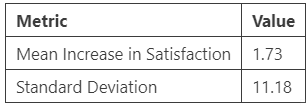 Metric Value
Mean Increase in Satisfaction 1.73
Standard Deviation 11.18